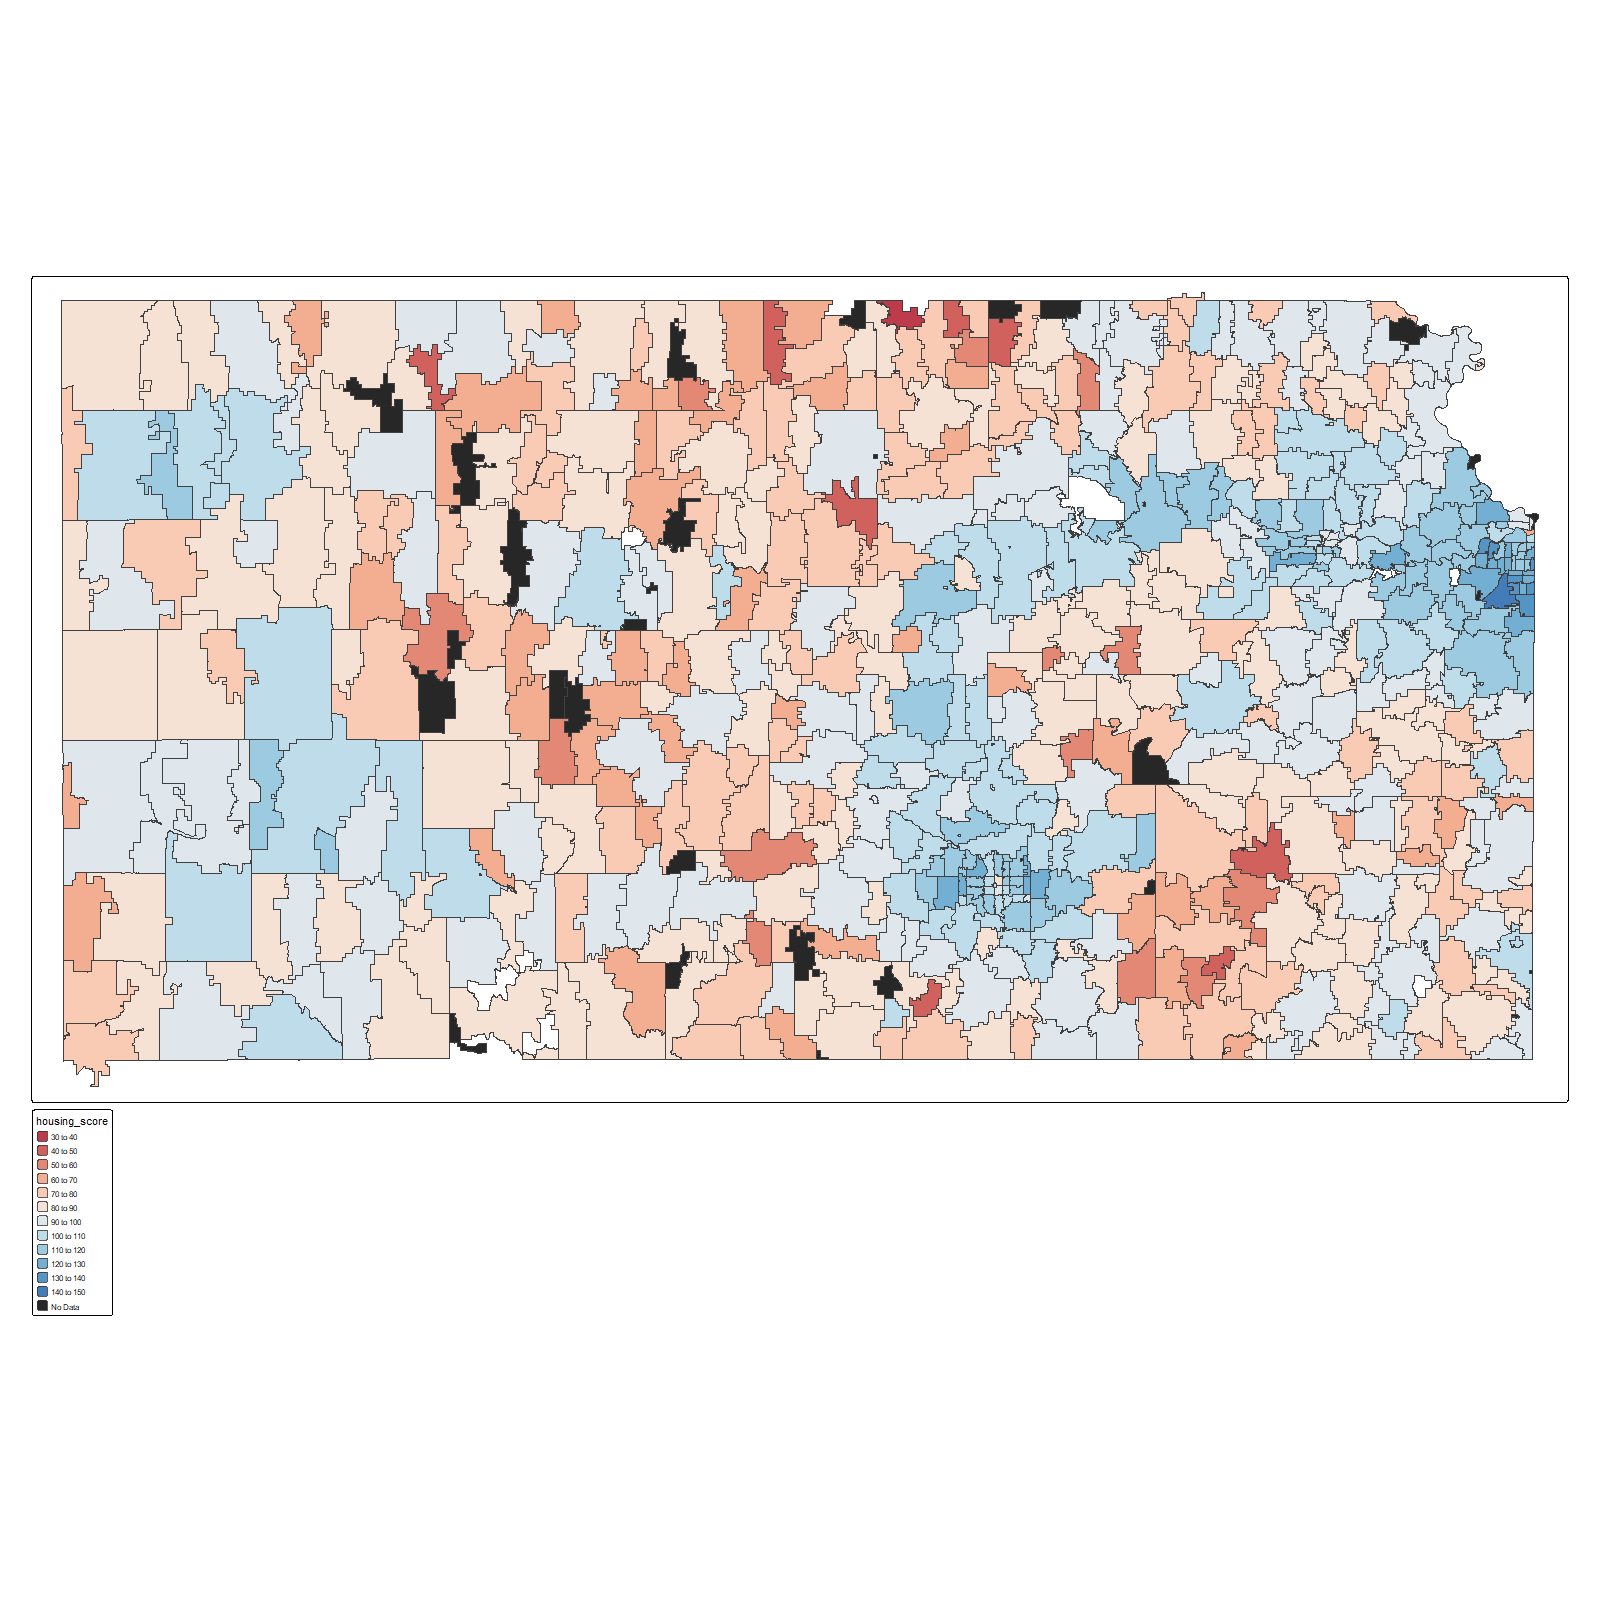 housing_score
30 to 40
40 to 50
50 to 60
60 to 70
70 to 80
80 to 90
90 to 100
100 to 110
110 to 120
120 to 130
130 to 140
140 to 150
No Data